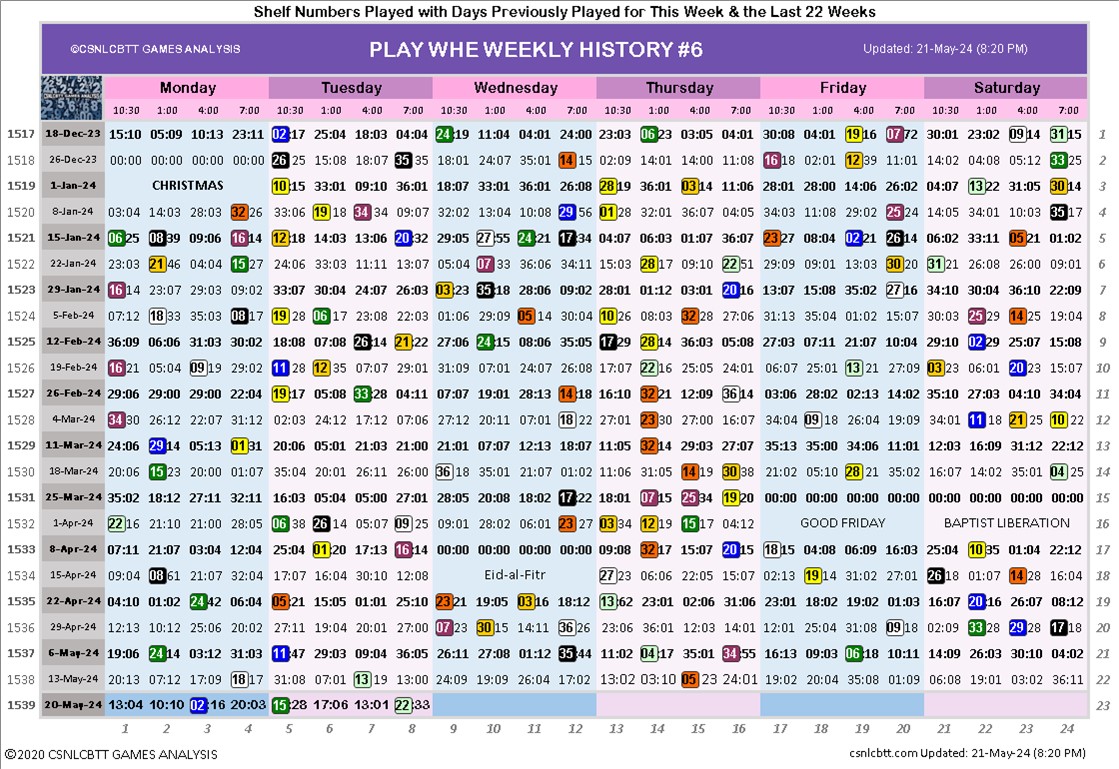 Shelf Numbers Played with Days Previously Played for This Week & the Last 22 Weeks
©CSNLCBTT GAMES ANALYSIS PLAY WHE WEEKLY HISTORY #6 Updated: 21-May-24 (8:20 PM)
Monday Tuesday Wednesday Thursday Friday Saturday
10:30 1:00 4:00 7:00 10:30 1:00 4:00 7:00 10:30 1:00 4:00 7:00 10:30 1:00 4:00 7:00 10:30 1:00 4:00 7:00 10:30 1:00 4:00 7:00
1517 18-Dec-23 15:10 05:09 10:13 23:11 02:17 25:04 18:03 04:04 24:19 11:04 04:01 24:00 23:03 06:23 03:05 04:01 30:08 04:01 19:16 07:72 30:01 23:02 09:14 31:15 1
1518 26-Dec-23 00:00 00:00 00:00 00:00 26:25 15:08 18:07 35:35 18:01 24:07 35:01 14:15 02:09 14:01 14:00 11:08 16:18 02:01 12:39 11:01 14:02 04:08 05:12 33:25 2
1519 1-Jan-24 CHRISTMAS 10:15 33:01 09:10 36:01 18:07 33:01 36:01 26:08 28:19 36:01 03:14 11:06 28:01 28:00 14:06 26:02 04:07 13:22 31:05 30:14 3
1520 8-Jan-24 03:04 14:03 28:03 32:26 33:06 19:18 34:34 09:07 32:02 13:04 10:08 29:56 01:28 32:01 36:07 04:05 34:03 11:08 29:02 25:24 14:05 34:01 10:03 35:17 4
1521 15-Jan-24 06:25 08:39 09:06 16:14 12:18 14:03 13:06 20:32 29:05 27:55 24:21 17:34 04:07 06:03 01:06 36:07 23:27 08:04 02:21 26:14 06:02 33:11 05:21 01:02 5
1522 22-Jan-24 23:03 21:46 04:04 15:27 24:06 33:03 11:11 13:07 05:04 07:33 36:06 34:11 15:03 28:17 09:10 22:51 29:09 09:01 13:03 30:20 31:21 26:08 26:00 09:01 6
1523 29-Jan-24 16:14 23:07 29:03 09:02 33:07 30:04 24:07 26:03 03:23 35:18 28:06 09:02 28:01 01:12 03:01 20:16 13:07 15:08 14:05 27:16 34:10 30:04 36:10 22:09 7
1524 5-Feb-24 07:12 18:33 35:03 08:17 19:28 06:17 23:08 22:03 01:06 29:09 05:14 30:04 10:26 08:03 32:28 27:06 31:13 35:04 01:02 15:07 30:03 25:29 14:25 19:04 8
1525 12-Feb-24 36:09 06:06 31:03 30:02 18:08 07:08 26:14 21:22 27:06 24:15 08:06 35:05 17:29 28:14 36:03 05:08 27:03 07:11 21:07 10:04 29:10 02:29 25:07 15:08 9
1526 19-Feb-24 16:21 05:04 09:19 29:02 11:28 12:35 07:07 29:01 23:13 07:08 30:06 10:06 17:07 22:16 25:05 24:01 06:07 25:01 13:21 27:09 03:23 06:01 20:23 15:07 10
1527 26-Feb-24 29:06 29:00 29:00 22:04 19:17 05:08 33:28 04:11 07:07 19:01 28:13 14:18 16:10 32:21 12:09 36:14 03:06 28:02 02:13 14:02 35:10 27:03 04:10 34:04 11
1528 4-Mar-24 34:30 26:12 22:07 31:12 02:03 24:12 17:12 07:06 27:12 20:11 07:07 18:22 27:01 23:30 27:00 16:07 34:04 09:18 26:04 19:09 34:01 11:18 21:25 10:22 12
1529 11-Mar-24 24:06 29:14 05:13 01:31 20:06 05:01 21:03 21:00 21:01 07:07 12:13 18:07 11:05 32:14 29:03 27:07 35:13 35:00 14:06 11:01 12:03 16:09 31:12 22:12 13
1530 18-Mar-24 20:06 15:23 20:00 01:07 35:04 20:01 26:11 26:00 36:18 35:01 21:07 01:02 11:06 31:05 14:19 30:38 21:02 05:10 28:21 35:02 16:07 14:02 35:01 04:25 14
1531 25-Mar-24 35:02 18:12 27:11 32:11 16:03 05:04 05:00 27:01 28:05 20:08 18:02 17:22 18:01 07:15 25:34 19:20 00:00 00:00 00:00 00:00 00:00 00:00 00:00 00:00 15
1532 1-Apr-24 22:16 21:10 21:00 28:05 06:38 26:14 05:07 09:25 09:01 28:02 06:01 23:27 03:34 12:19 15:17 04:12 GOOD FRIDAY BAPTIST LIBERATION 16
1533 8-Apr-24 07:11 21:07 03:04 12:04 25:04 01:20 17:13 16:14 00:00 00:00 00:00 00:00 09:08 32:17 15:07 20:15 18:15 04:08 06:09 16:03 25:04 10:35 01:04 22:12 17
1534 15-Apr-24 09:04 08:61 21:07 32:04 17:07 16:04 30:10 12:08 Eid-al-Fitr 27:23 06:06 22:05 15:07 02:13 19:14 31:02 27:01 26:18 01:07 14:28 16:04 18
1535 22-Apr-24 04:10 01:02 24:42 06:04 05:21 15:05 01:01 25:10 23:21 19:05 03:16 18:12 13:62 23:01 02:06 31:06 23:01 18:02 19:02 01:03 16:07 20:16 26:07 08:12 19
1536 29-Apr-24 12:13 10:12 25:06 20:02 27:11 19:04 20:01 27:00 07:23 30:15 14:11 36:26 23:06 36:01 12:03 14:01 12:01 25:04 31:08 09:18 02:09 33:28 29:28 17:18 20
1537 6-May-24 19:06 24:14 03:12 31:03 11:47 29:03 09:04 36:05 26:11 27:08 01:12 35:44 11:02 04:17 35:01 34:55 16:13 09:03 06:18 10:11 14:09 26:03 30:10 04:02 21
1538 13-May-24 20:13 07:12 17:09 18:17 31:08 07:01 13:19 13:00 24:09 19:09 26:04 17:02 13:02 03:10 05:23 24:01 19:02 20:04 35:08 01:09 06:08 19:01 03:02 36:11 22
1539 20-May-24 13:04 10:10 02:16 20:03 15:28 17:06 13:01 22:33 23
1 2 3 4 5 6 7 8 9 10 11 12 13 14 15 16 17 18 19 20 21 22 23 24
©2020 CSNLCBTT GAMES ANALYSIS csnlcbtt.com Updated: 21-May-24 (8:20 PM)